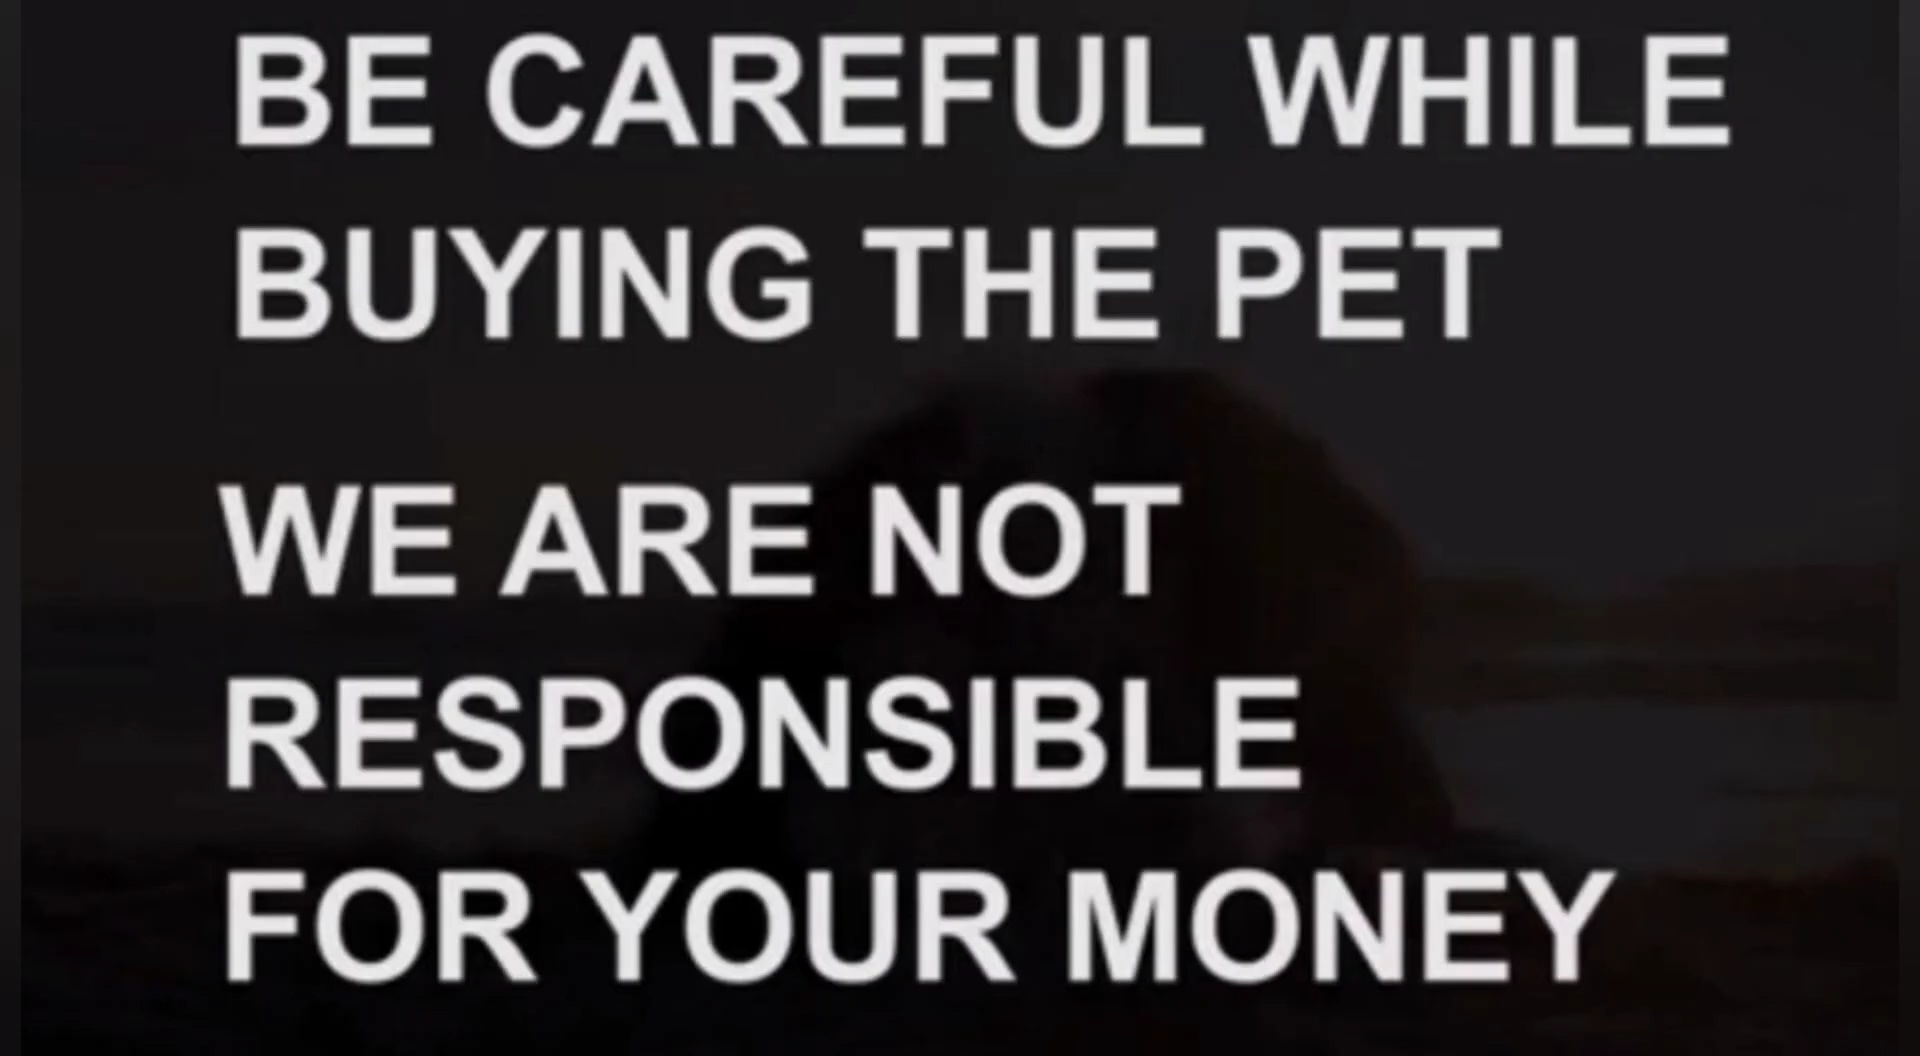 BE CAREFUL WHILE
BUYING THE PET
WE ARE NOT
RESPONSIBLE
FOR YOUR MONEY